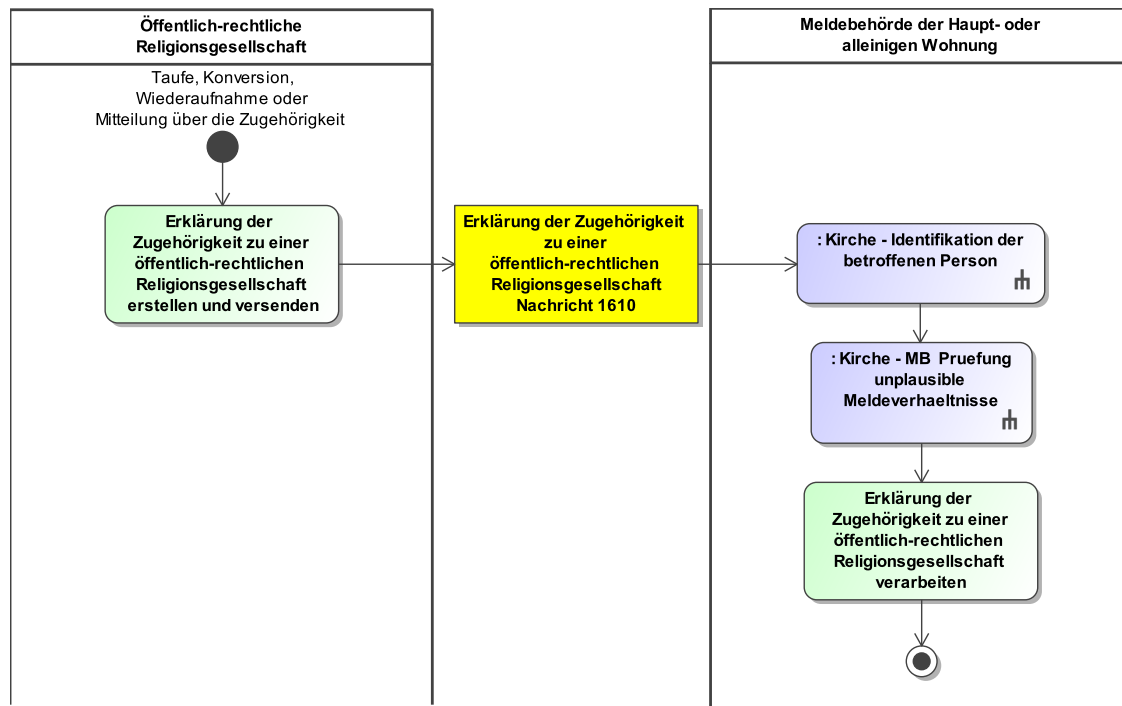 Öffentlich-rechtliche
Religionsgesellschaft
Taufe, Konversion,
Wiederaufnahme oder
Mitteilung über die Zugehörigkeit
Erklärung der
Zugehörigkeit zu einer
öffentlich-rechtlichen
Religionsgesellschaft
erstellen und versenden
Erklärung der Zugehörigkeit
zu einer
öffentlich-rechtlichen
Religionsgesellschaft
Nachricht 1610
Meldebehörde der Haupt- oder
alleinigen Wohnung
: Kirche - Identifikation der
betroffenen Person
: Kirche - MB  Pruefung
unplausible
Meldeverhaeltnisse
Erklärung der
Zugehörigkeit zu einer
öffentlich-rechtlichen
Religionsgesellschaft
verarbeiten